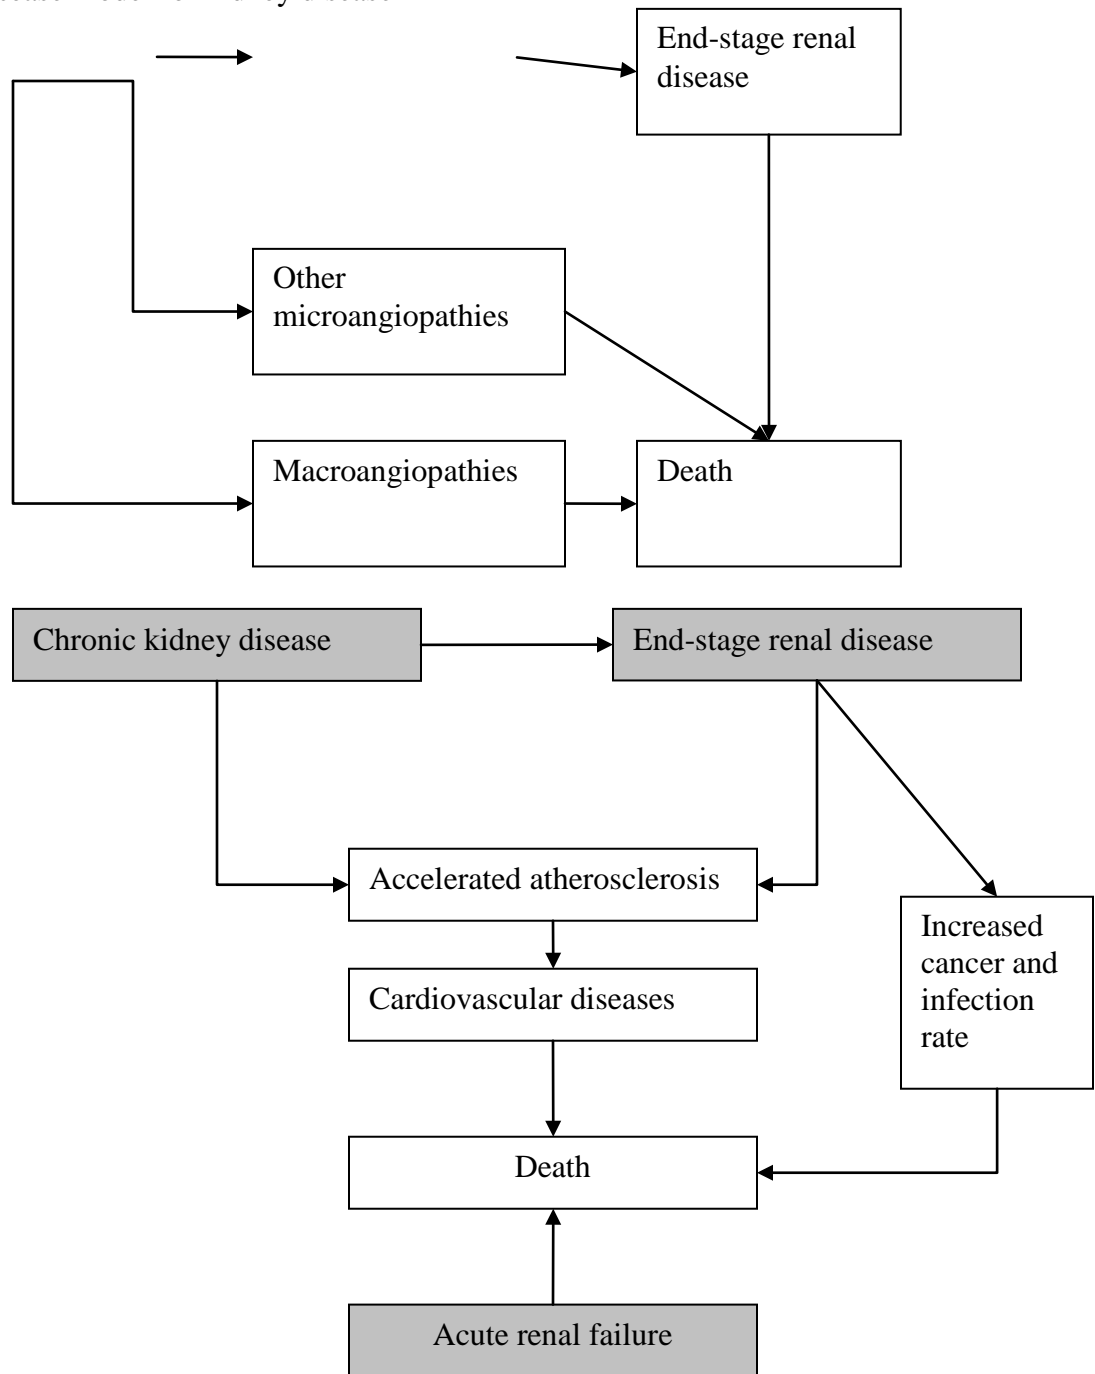 End-stage renal
disease
Other
microangiopathies
Macroangiopathies
Death
Chronic kidney disease
End-stage renal disease
Accelerated atherosclerosis
Increased
cancer and
infection
rate
Cardiovascular diseases
Death
Acute renal failure